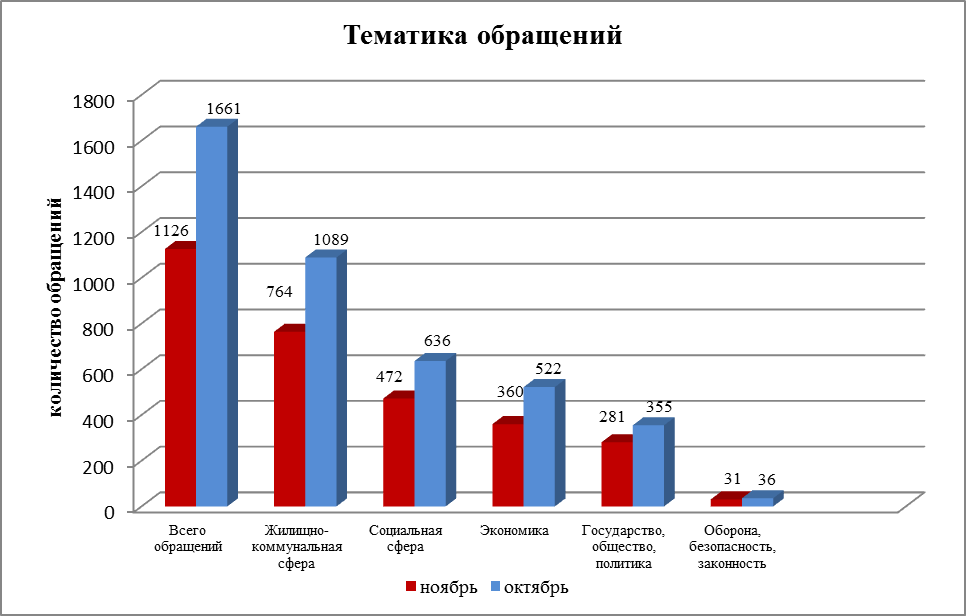 Тематика обращений
количество обращений
1800
1600
1400
1200
1000
800
600
400
200
0
1126
1661
764
1089
472
636
360
522
281
355
31
36
Всего
обращений
Жилищно-
коммунальная
сфера
Социальная
сфера
Экономика
Государство,
общество,
политика
Оборона,
безопасность,
законность
ноябрь
октябрь